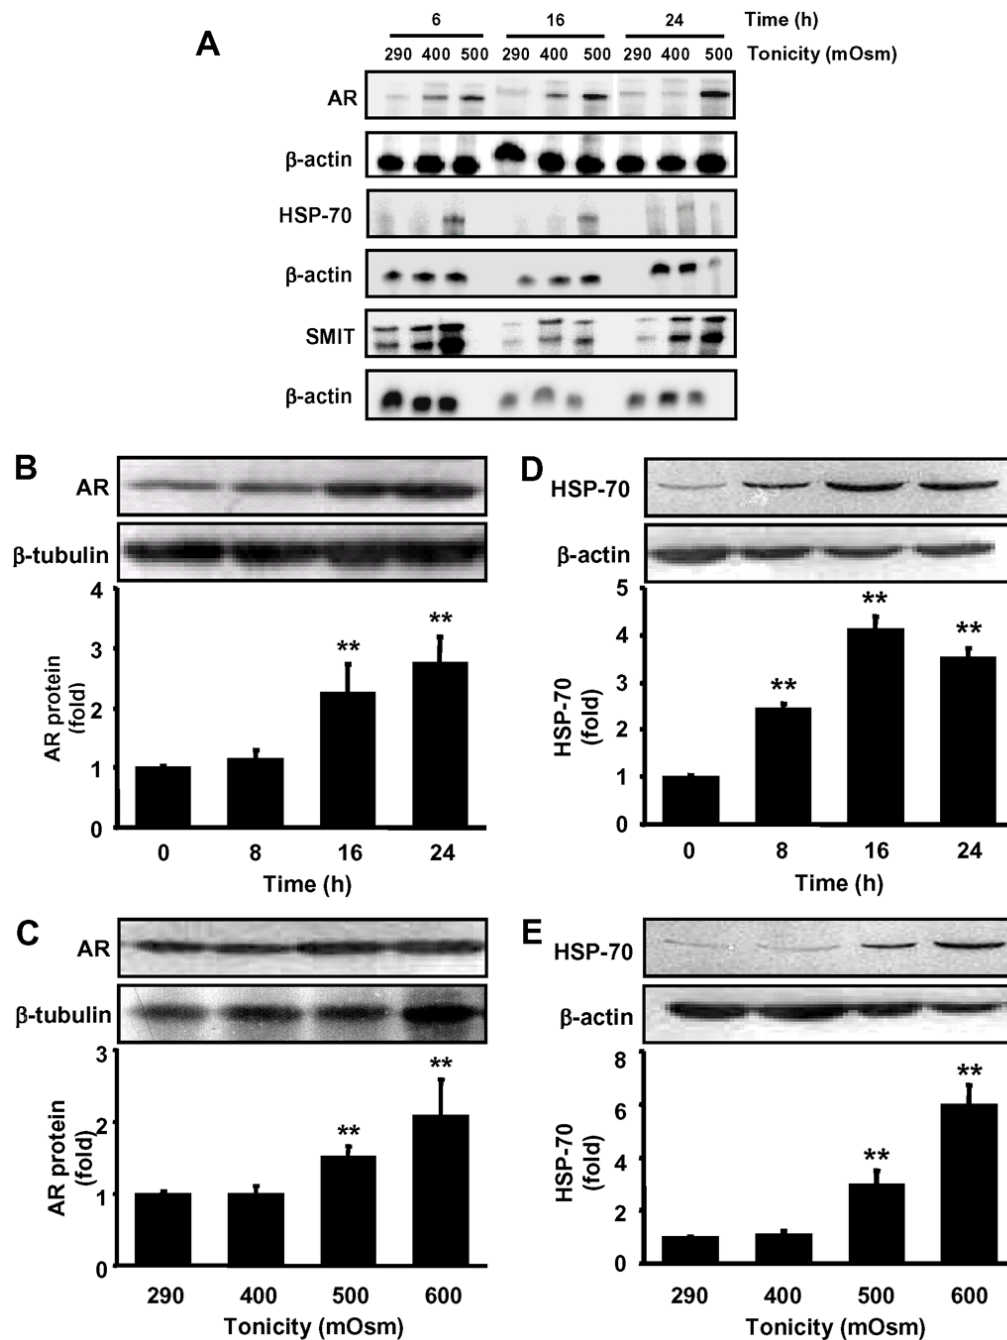 A
6 16 24 Time (h)
290 400 500 290 400 500 290 400 500 Tonicity (mOsm)
AR
β-actin
HSP-70
β-actin
SMIT
β-actin
B
AR
β-tubulin
4
3
2
1
0
AR protein
(fold)
**
**
0 8 16 24
Time (h)
D
HSP-70
β-actin
5
4
3
2
1
0
HSP-70
(fold)
**
**
**
0 8 16 24
Time (h)
C
AR
β-tubulin
3
2
1
0
AR protein
(fold)
**
**
290 400 500 600
Tonicity (mOsm)
E
HSP-70
β-actin
8
6
4
2
0
HSP-70
(fold)
**
**
290 400 500 600
Tonicity (mOsm)